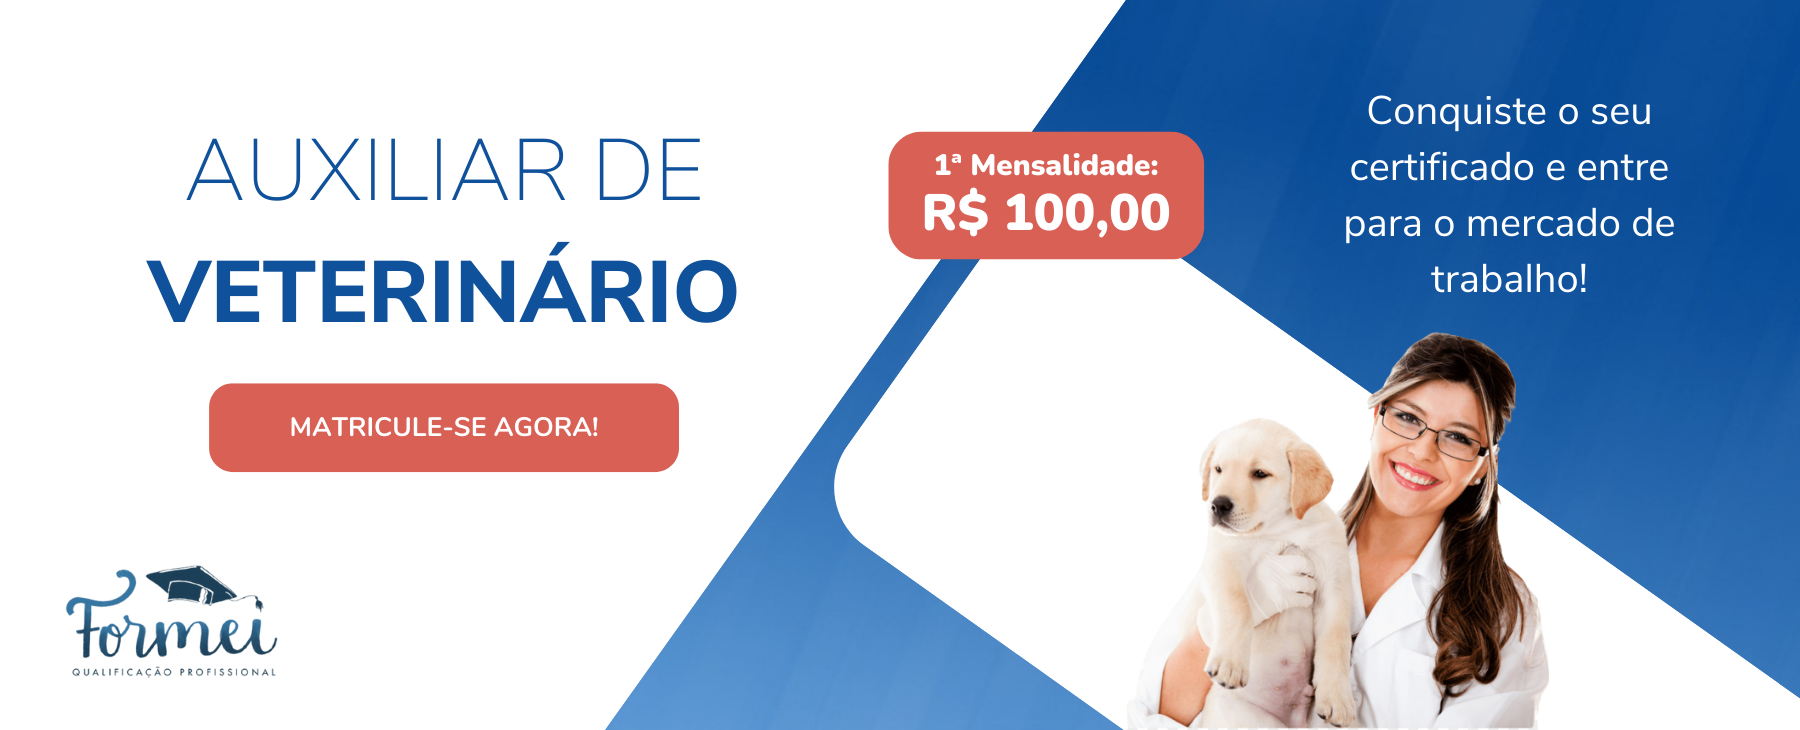 AUXILIAR DE
VETERINÁRIO
MATRICULE-SE AGORA!
Formei
QUALIFICAÇÃO PROFISSIONAL
1ª Mensalidade:
R$ 100,00
Conquiste o seu
certificado e entre
para o mercado de
trabalho!